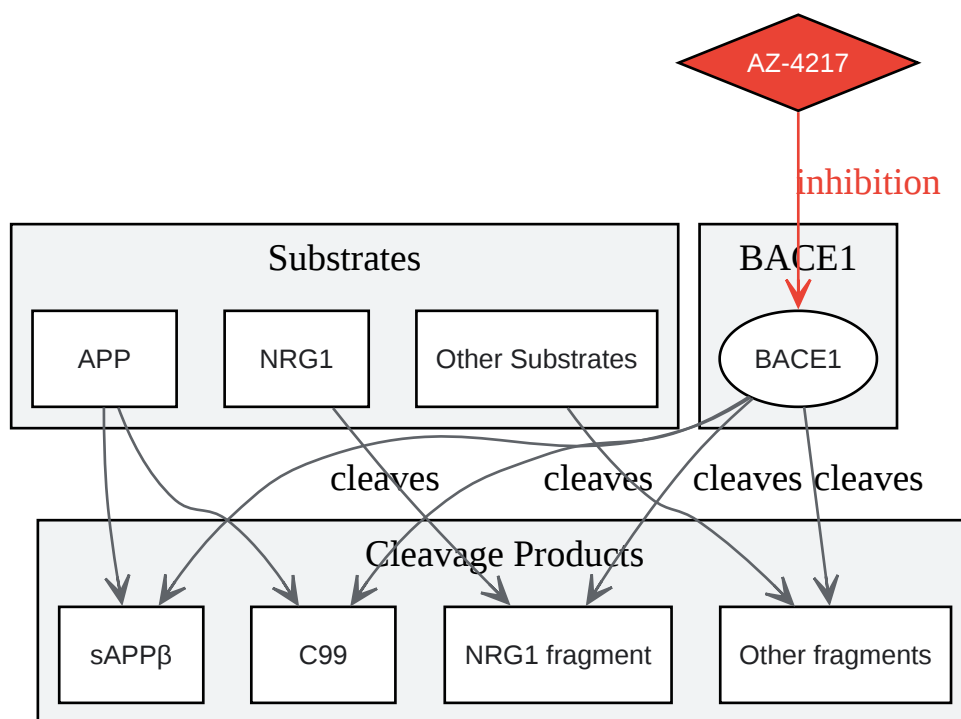 AZ-4217
inhibition
Substrates
BACE1
APP
NRG1
Other Substrates
BACE1
cleaves
cleaves
cleaves
cleaves
Cleavage Products
sAPPβ
C99
NRG1 fragment
Other fragments